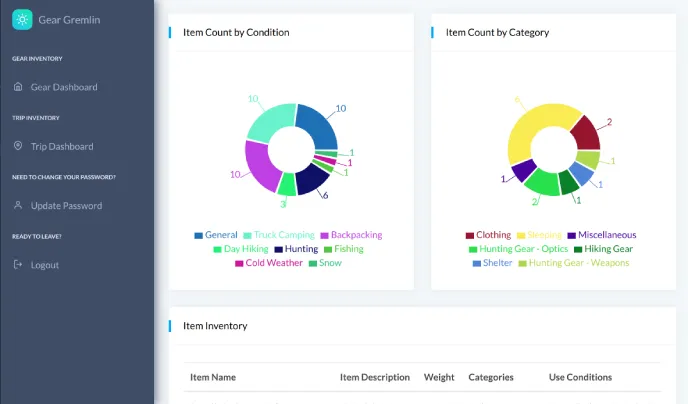 Gear Gremlin
GEAR INVENTORY
Gear Dashboard
TRIP INVENTORY
Trip Dashboard
NEED TO CHANGE YOUR PASSWORD?
Update Password
READY TO LEAVE?
Logout
Item Count by Condition
10
10
1
1
1
6
3
10
General Truck Camping Backpacking
Day Hiking Hunting Fishing
Cold Weather Snow
Item Count by Category
6
2
1
1
1
2
1
Clothing Sleeping Miscellaneous
Hunting Gear - Optics Hiking Gear
Shelter Hunting Gear - Weapons
Item Inventory
Item Name Item Description Weight Categories Use Conditions